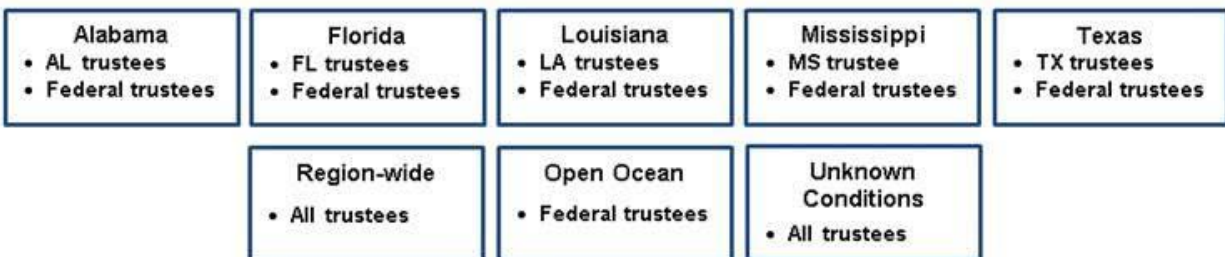 Alabama
• AL trustees
• Federal trustees
Florida
• FL trustees
• Federal trustees
Louisiana
• LA trustees
• Federal trustees
Mississippi
• MS trustee
• Federal trustees
Texas
• TX trustees
• Federal trustees
Region-wide
• All trustees
Open Ocean
• Federal trustees
Unknown
Conditions
• All trustees